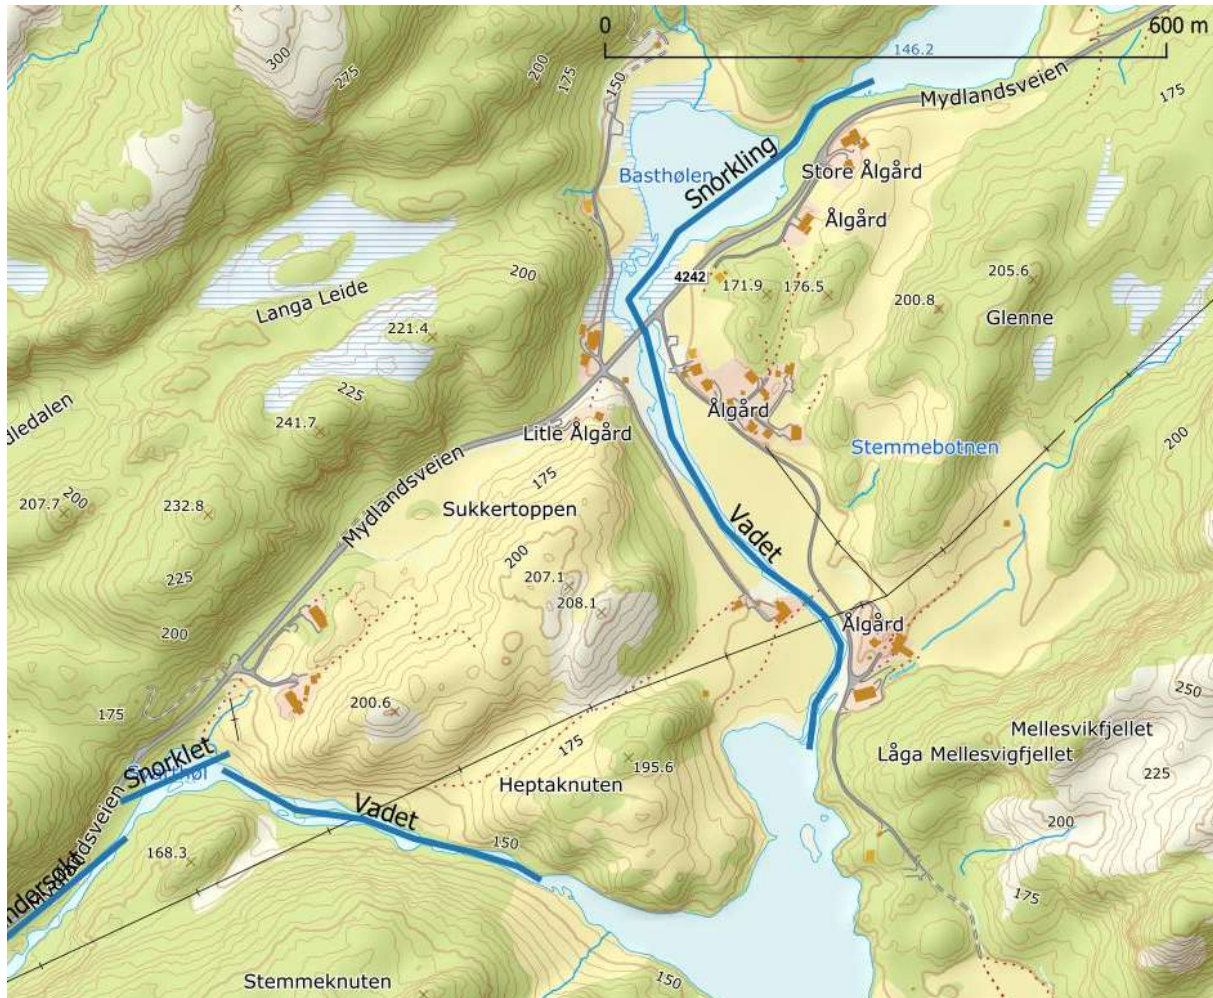 0
600 m
146.2
300
275
200
175
150
Mydlandsveien
175
Snorkling
Basthølen
Store Ålgård
Ålgård
4242
171.9
176.5
205.6
200.8
Glenne
200
Langa Leide
221.4
225
241.7
Ålgård
Litle Ålgård
Stemmebotnen
200
Mydlandsveien
175
207.7
200
232.8
Sukkertoppen
Vadet
200
207.1
208.1
225
200
Ålgård
200.6
175
175
195.6
250
Mellesvikfjellet
Låga Mellesvigfjellet
225
Snorklet
Heptaknuten
Vadet
150
200
168.3
175
Stemmeknuten
150